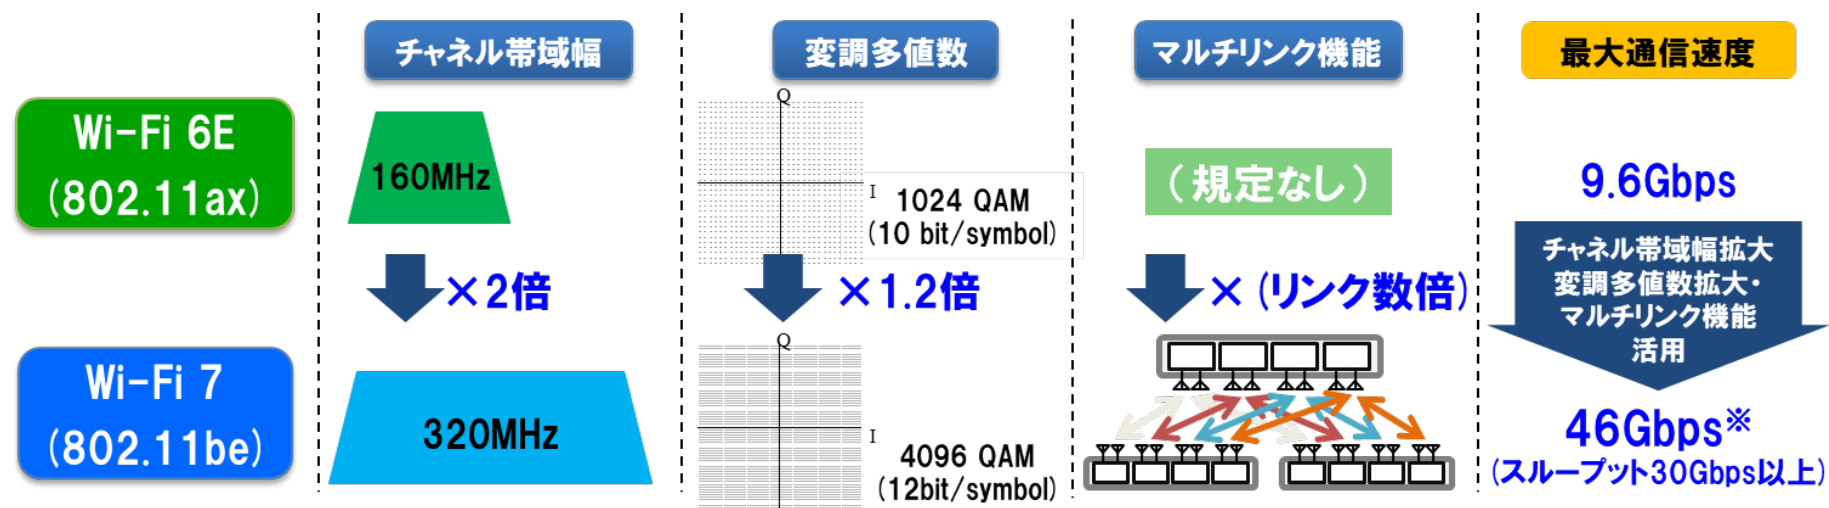 チャネル帯域幅
変調多値数
マルチリンク機能
最大通信速度
Wi-Fi 6E
(802.11ax)
160MHz
Q
I
1024 QAM
(10 bit/symbol)
(規定なし)
9.6Gbps
×2倍
×1.2倍
×(リンク数倍)
チャネル帯域幅拡大
変調多値数拡大・
マルチリンク機能
活用
Wi-Fi 7
(802.11be)
320MHz
Q
I
4096 QAM
(12bit/symbol)
46Gbps※
(スループット30Gbps以上)